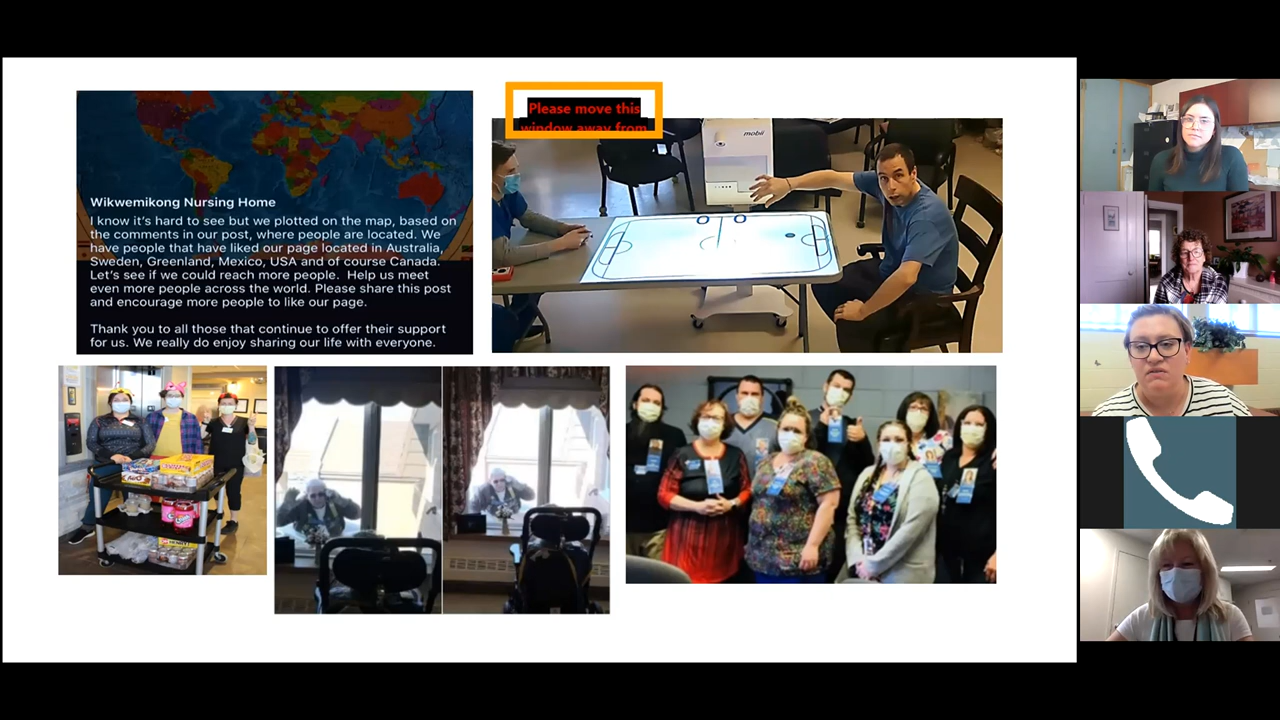 Wikwemikong Nursing Home
I know it's hard to see but we plotted on the map, based on
the comments in our post, where people are located. We
have people that have liked our page located in Australia,
Sweden, Greenland, Mexico, USA and of course Canada.
Let's see if we could reach more people. Help us meet
even more people across the world. Please share this post
and encourage more people to like our page.
Thank you to all those that continue to offer their support
for us. We really do enjoy sharing our life with everyone.
Please move this
window away from
mobii